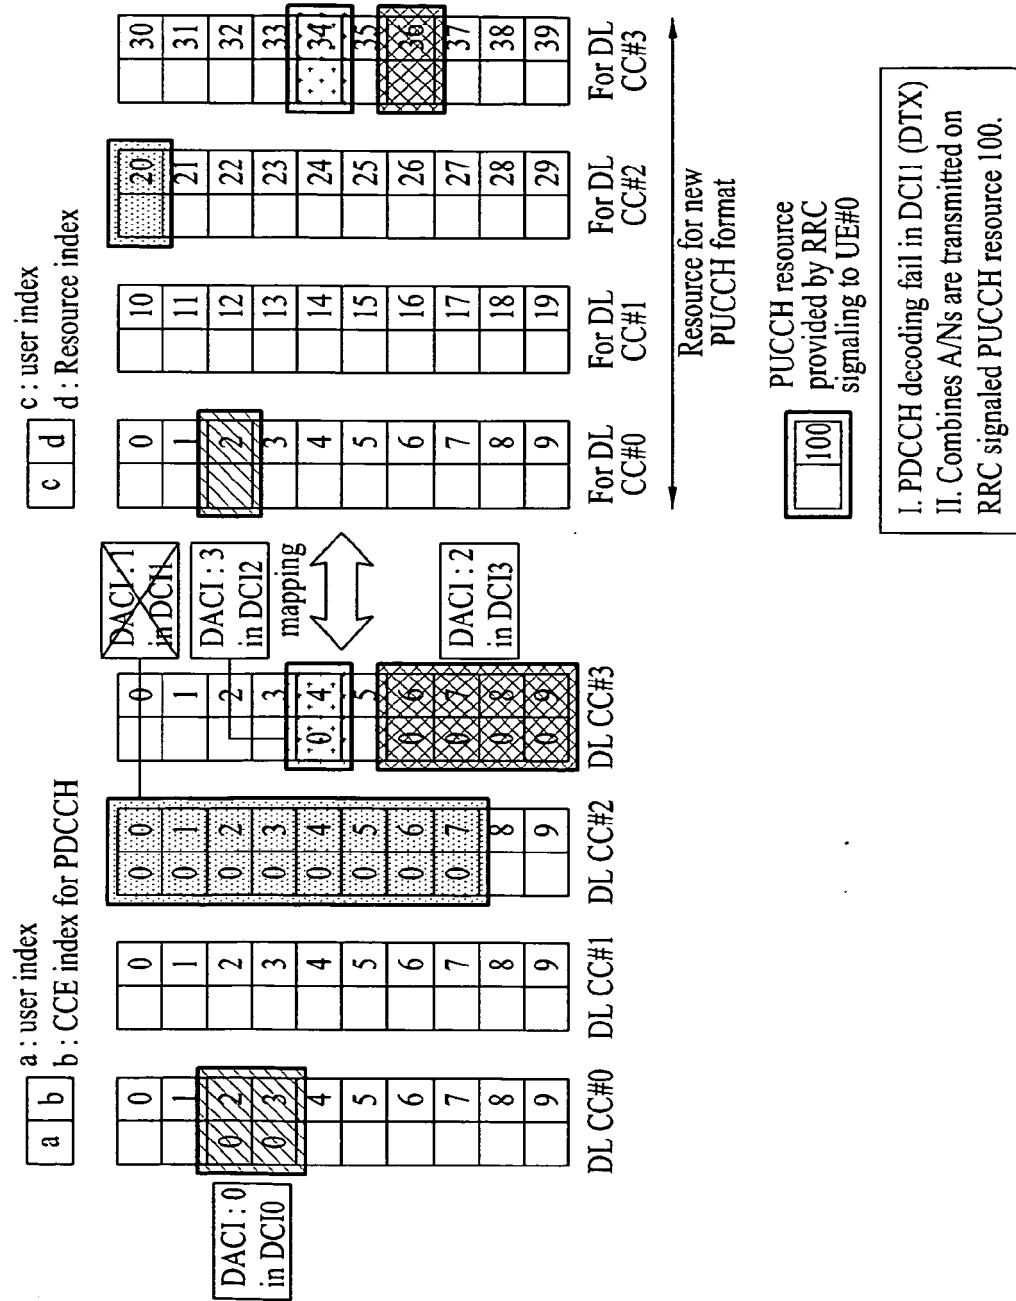 a b
a : user index
b : CCE index for PDCCH
c d
c : user index
d : Resource index
DACI : 0
in DCI0
0
1
0 2
0 3
4
5
6
7
8
9
DL CC#0
0
1
2
3
4
5
6
7
8
9
DL CC#1
0 0
0 1
0 2
0 3
0 4
0 5
0 6
0 7
8
9
DL CC#2
0
1
2
3
0 4
5
0 6
0 7
0 8
0 9
DL CC#3
DACI : 1
in DCI1
DACI : 3
in DCI2
mapping
DACI : 2
in DCI3
0
1
2
3
4
5
6
7
8
9
For DL
CC#0
10
11
12
13
14
15
16
17
18
19
For DL
CC#1
20
21
22
23
24
25
26
27
28
29
For DL
CC#2
30
31
32
33
34
35
36
37
38
39
For DL
CC#3
Resource for new
PUCCH format
100
PUCCH resource
provided by RRC
signaling to UE#0
I. PDCCH decoding fail in DCI1 (DTX)
II. Combines A/Ns are transmitted on
RRC signaled PUCCH resource 100.